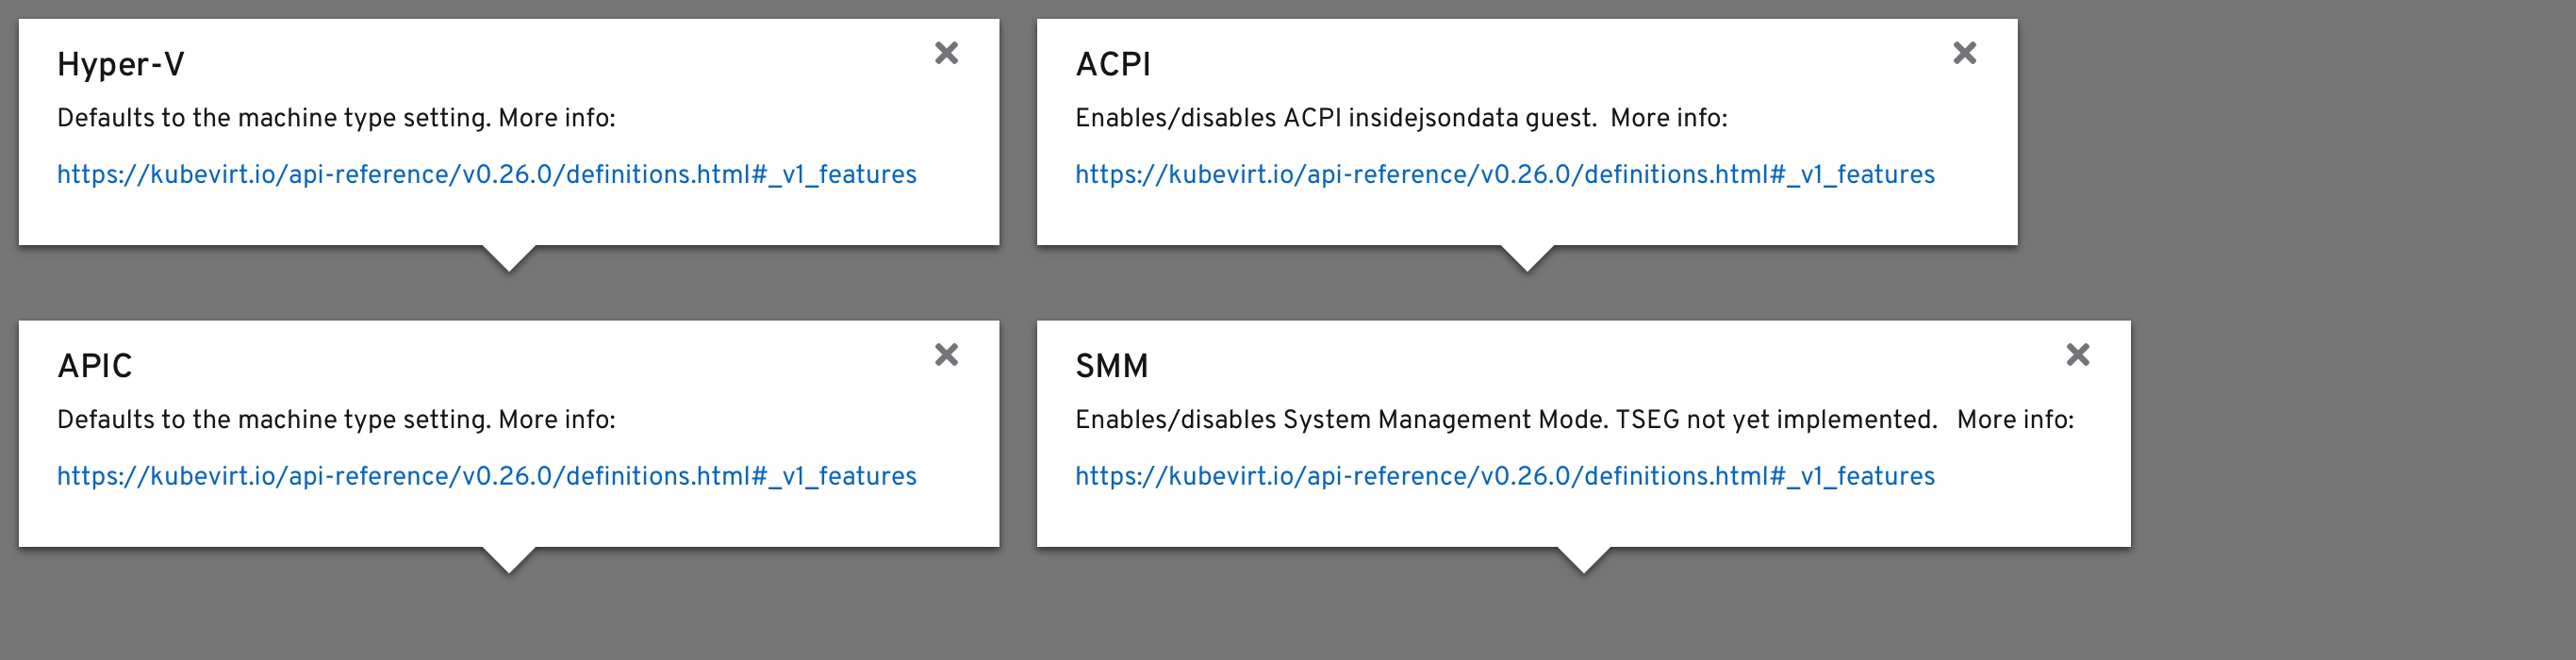 Hyper-V
Defaults to the machine type setting. More info:
https://kubevirt.io/api-reference/v0.26.0/definitions.html#_v1_features
ACPI
Enables/disables ACPI insidejsondata guest.  More info:
https://kubevirt.io/api-reference/v0.26.0/definitions.html#_v1_features
APIC
Defaults to the machine type setting. More info:
https://kubevirt.io/api-reference/v0.26.0/definitions.html#_v1_features
SMM
Enables/disables System Management Mode. TSEG not yet implemented.   More info:
https://kubevirt.io/api-reference/v0.26.0/definitions.html#_v1_features